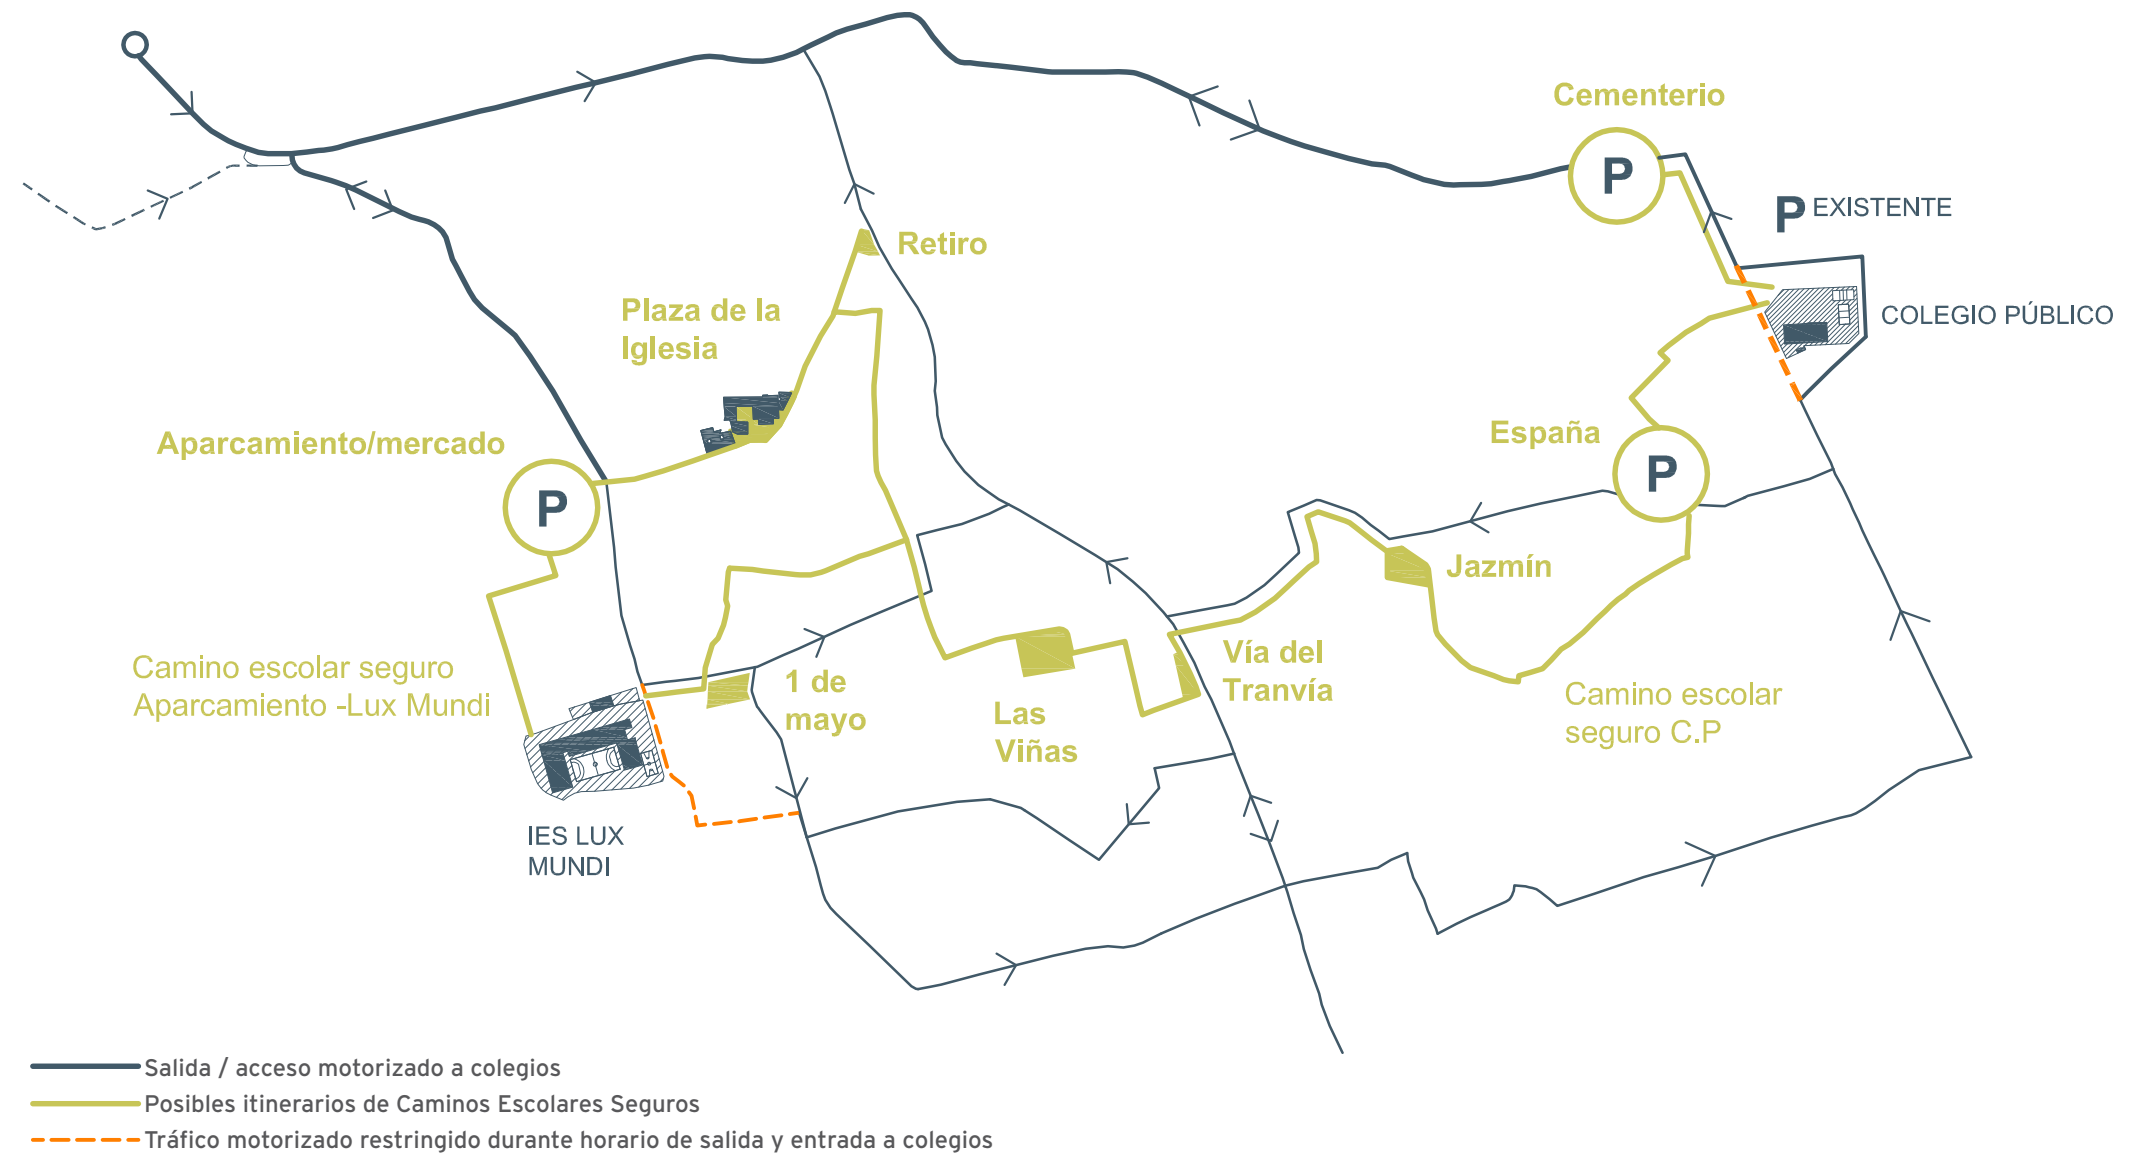 Cementerio
P
P EXISTENTE
Retiro
Plaza de la
Iglesia
COLEGIO PÚBLICO
Aparcamiento/mercado
P
España
P
Jazmín
Camino escolar seguro
Aparcamiento -Lux Mundi
1 de
mayo
Las
Viñas
Vía del
Tranvía
Camino escolar
seguro C.P
IES LUX
MUNDI
Salida / acceso motorizado a colegios
Posibles itinerarios de Caminos Escolares Seguros
Tráfico motorizado restringido durante horario de salida y entrada a colegios